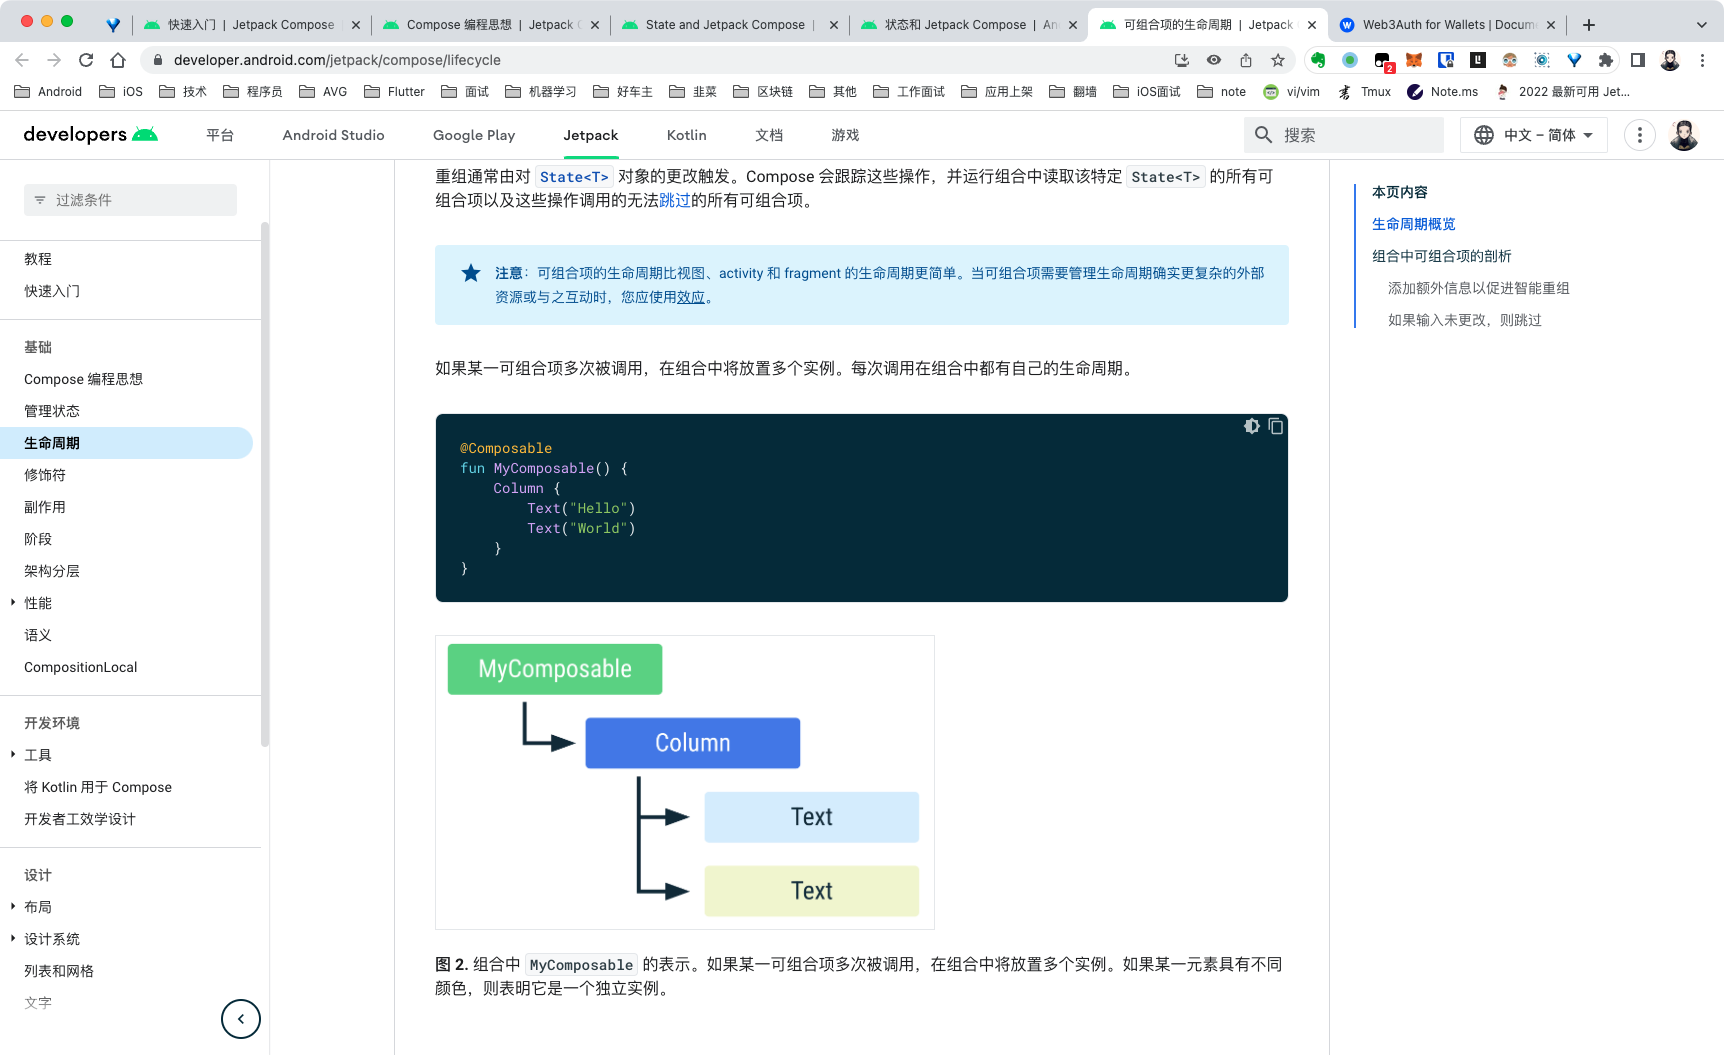 快速入门 | Jetpack Compose
Compose 编程思想 | Jetpack
State and Jetpack Compose |
状态和 Jetpack Compose | An
可组合项的生命周期 | Jetpack
Web3Auth for Wallets | Docum
developer.android.com/jetpack/compose/lifecycle
2
Android
iOS
技术
程序员
AVG
Flutter
面试
机器学习
好车主
韭菜
区块链
其他
工作面试
应用上架
翻墙
iOS面试
note
vi/vim
Tmux
Note.ms
2022 最新可用 Jet...
developers
平台
Android Studio
Google Play
Jetpack
Kotlin
文档
游戏
搜索
中文 – 简体
过滤条件
教程
快速入门
基础
Compose 编程思想
管理状态
生命周期
修饰符
副作用
阶段
架构分层
性能
语义
CompositionLocal
开发环境
工具
将 Kotlin 用于 Compose
开发者工效学设计
设计
布局
设计系统
列表和网格
文字
重组通常由对 State<T> 对象的更改触发。Compose 会跟踪这些操作，并运行组合中读取该特定 State<T> 的所有可
组合项以及这些操作调用的无法跳过的所有可组合项。
注意：可组合项的生命周期比视图、activity 和 fragment 的生命周期更简单。当可组合项需要管理生命周期确实更复杂的外部
资源或与之互动时，您应使用效应。
如果某一可组合项多次被调用，在组合中将放置多个实例。每次调用在组合中都有自己的生命周期。
@Composable
fun MyComposable() {
    Column {
        Text("Hello")
        Text("World")
    }
}
MyComposable
Column
Text
Text
图 2. 组合中 MyComposable 的表示。如果某一可组合项多次被调用，在组合中将放置多个实例。如果某一元素具有不同
颜色，则表明它是一个独立实例。
本页内容
生命周期概览
组合中可组合项的剖析
添加额外信息以促进智能重组
如果输入未更改，则跳过